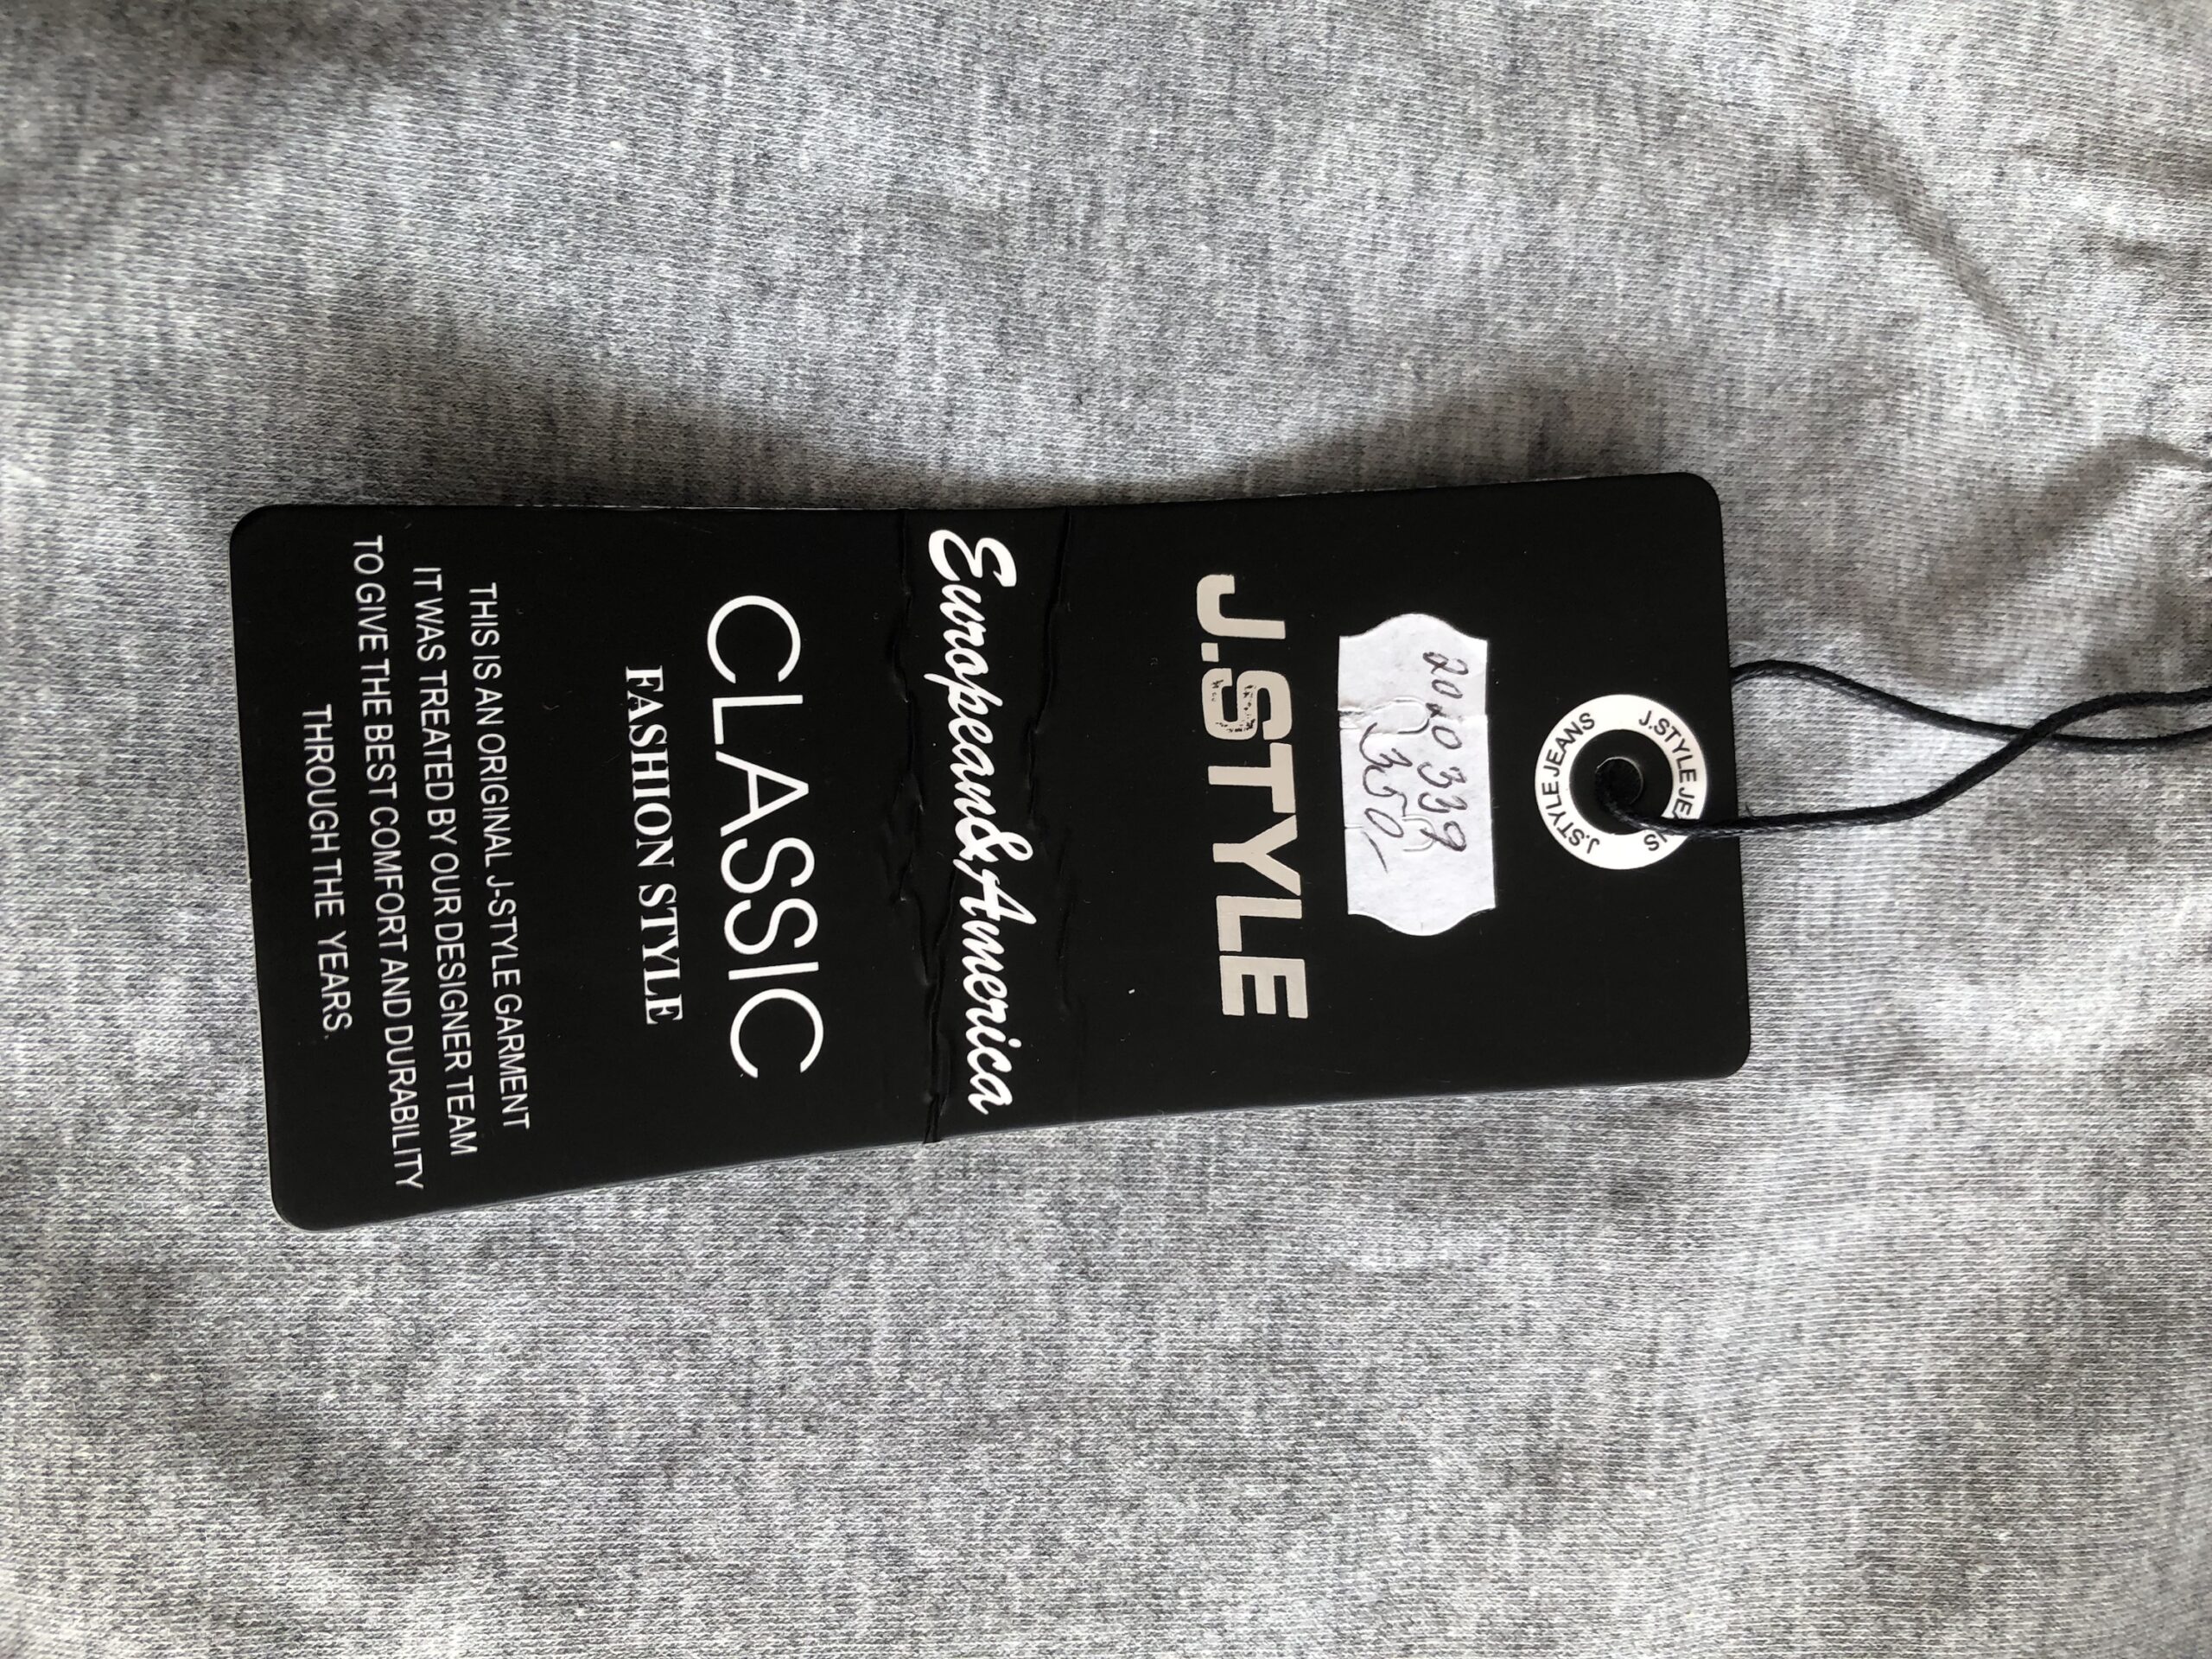 J.STYLE JEANS
J.STYLE JEANS
339
350,-
J.STYLE
European&America
CLASSIC
FASHION STYLE
THIS IS AN ORIGINAL J-STYLE GARMENT
IT WAS TREATED BY OUR DESIGNER TEAM
TO GIVE THE BEST COMFORT AND DURABILITY
THROUGH THE YEARS.